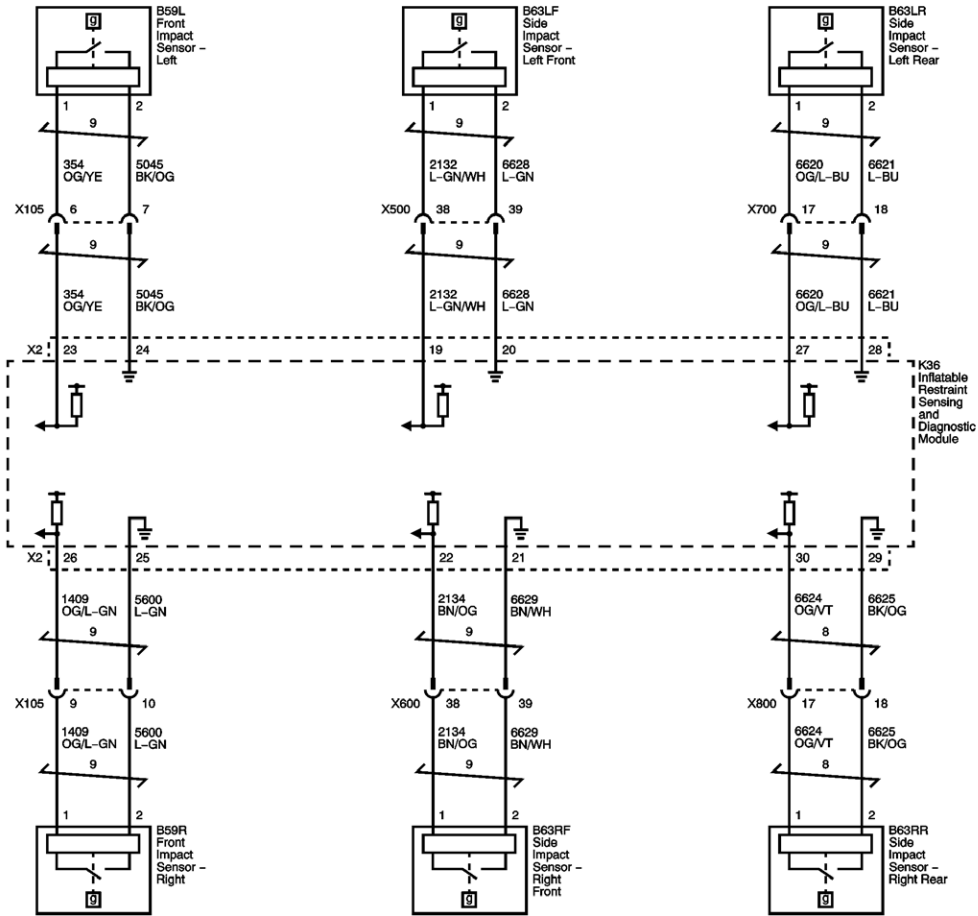 B59L
Front
Impact
Sensor –
Left
g
1 2
9
354
OG/YE
5045
BK/OG
X105 6 7
9
354
OG/YE
5045
BK/OG
B63LF
Side
Impact
Sensor –
Left Front
g
1 2
9
2132
L–GN/WH
6628
L–GN
X500 38 39
9
2132
L–GN/WH
6628
L–GN
B63LR
Side
Impact
Sensor –
Left Rear
g
1 2
9
6620
OG/L–BU
6621
L–BU
X700 17 18
9
6620
OG/L–BU
6621
L–BU
X2 23 24 19 20 27 28
K36
Inflatable
Restraint
Sensing
and
Diagnostic
Module
X2 26 25 22 21 30 29
1409
OG/L–GN
5600
L–GN
9
X105 9 10
1409
OG/L–GN
5600
L–GN
9
1 2
B59R
Front
Impact
Sensor –
Right
g
2134
BN/OG
6629
BN/WH
9
X600 38 39
2134
BN/OG
6629
BN/WH
9
1 2
B63RF
Side
Impact
Sensor –
Right
Front
g
6624
OG/VT
6625
BK/OG
8
X800 17 18
6624
OG/VT
6625
BK/OG
8
1 2
B63RR
Side
Impact
Sensor –
Right Rear
g